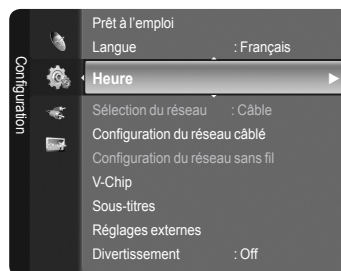 Configuration
Prêt à l'emploi
Langue : Français
Heure
Sélection du réseau : Câble
Configuration du réseau câblé
Configuration du réseau sans fil
V-Chip
Sous-titres
Réglages externes
Divertissement : Off